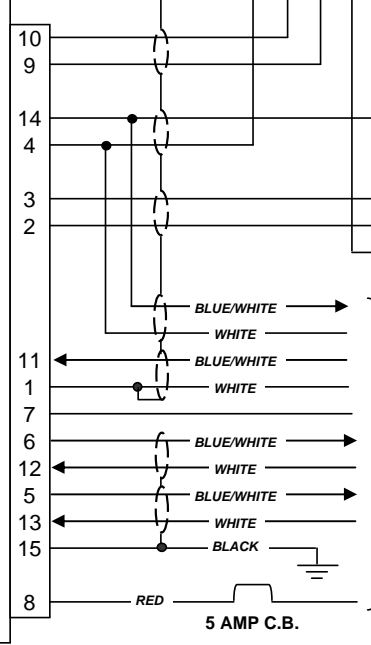 10
9
14
4
3
2
BLUE/WHITE
WHITE
11 BLUE/WHITE
1 WHITE
7
6 BLUE/WHITE
12 WHITE
5 BLUE/WHITE
13 WHITE
15 BLACK
8 RED
5 AMP C.B.